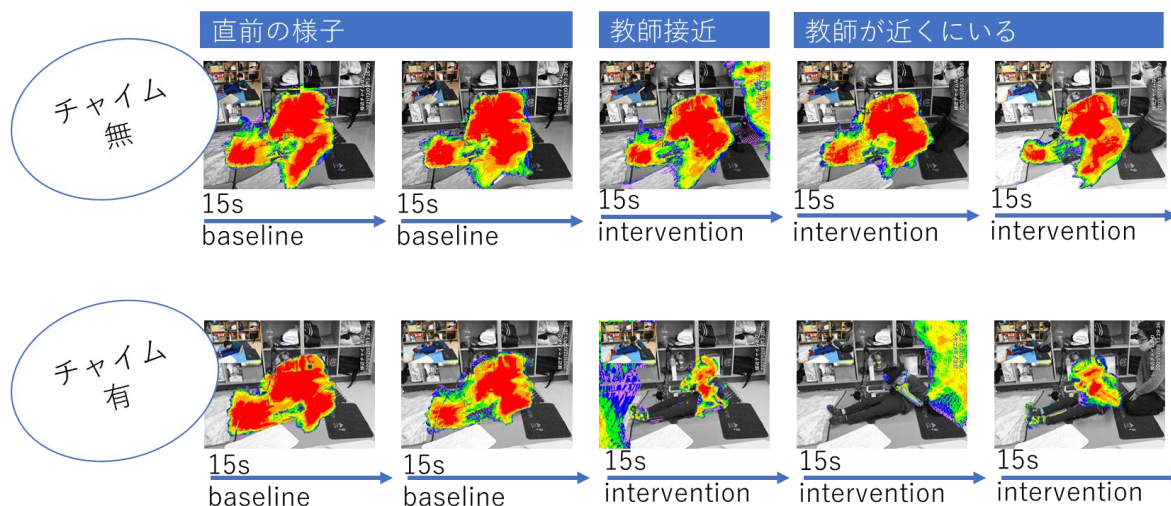 直前の様子
教師接近
教師が近くにいる
チャイム
無
15s
baseline
15s
baseline
15s
intervention
15s
intervention
15s
intervention
チャイム
有
15s
baseline
15s
baseline
15s
intervention
15s
intervention
15s
intervention